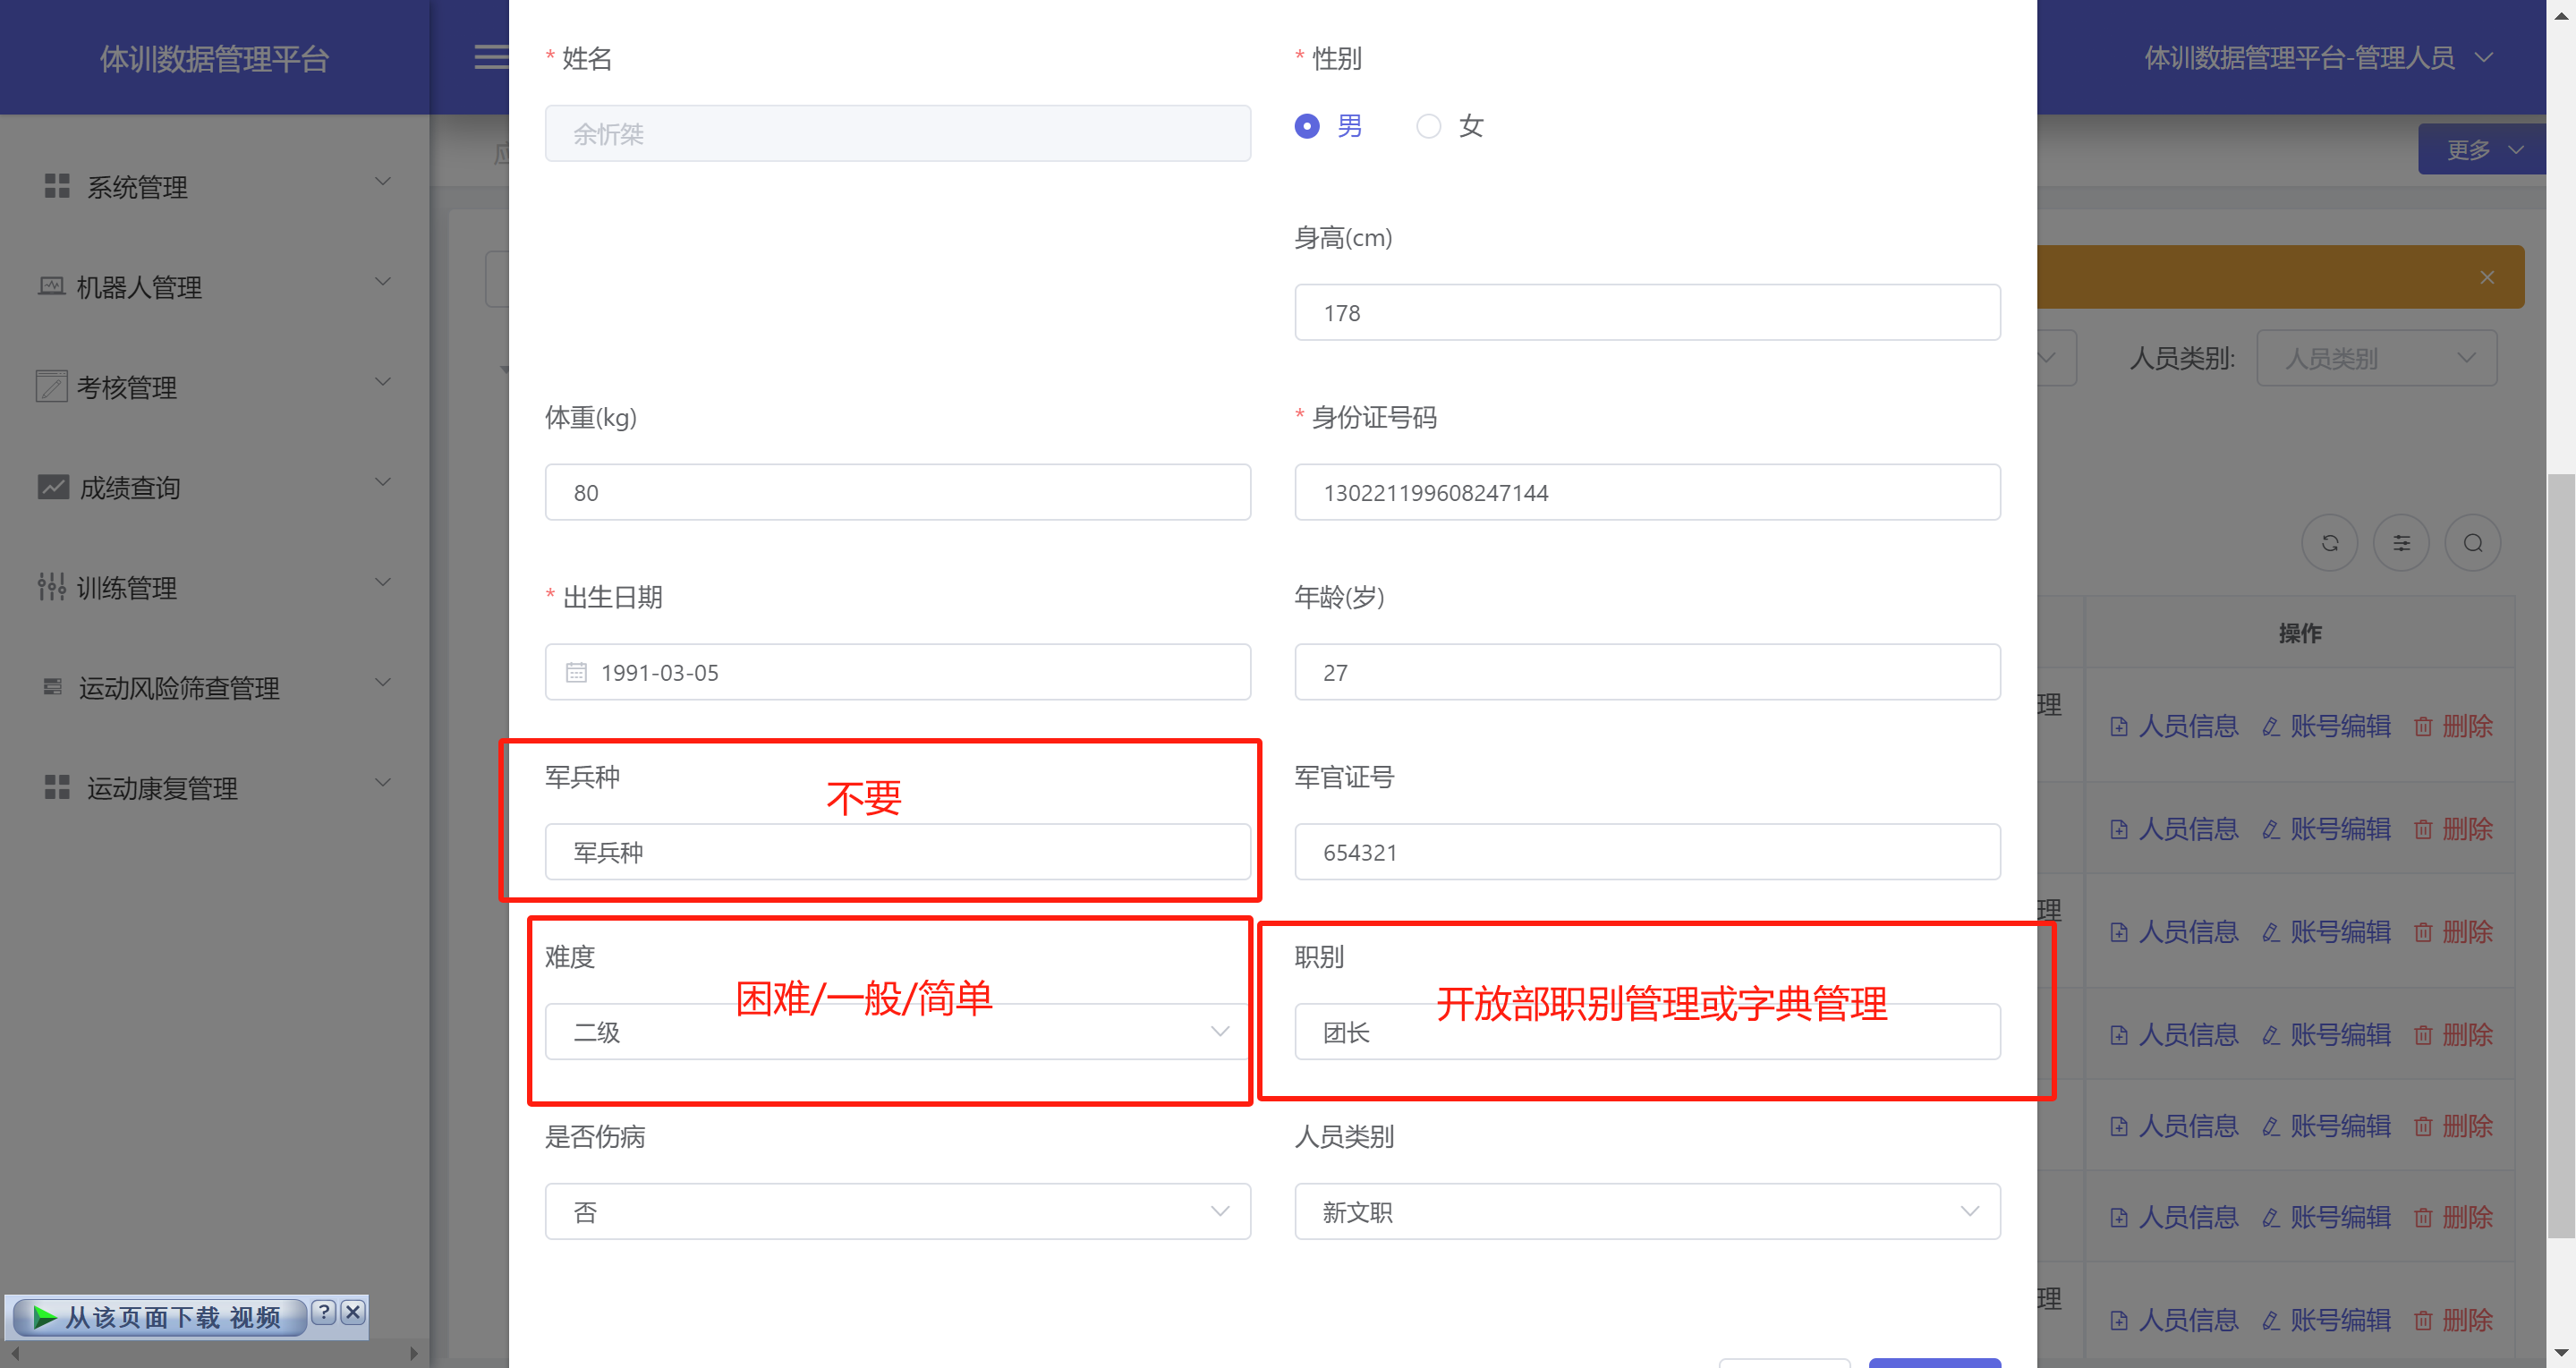 体训数据管理平台
体训数据管理平台-管理人员
更多
系统管理
机器人管理
考核管理
成绩查询
训练管理
运动风险筛查管理
运动康复管理
* 姓名
余忻桀
* 性别
男
女
身高(cm)
178
体重(kg)
80
* 身份证号码
130221199608247144
* 出生日期
1991-03-05
年龄(岁)
27
军兵种
不要
军兵种
军官证号
654321
难度
困难/一般/简单
二级
职别
开放部职别管理或字典管理
团长
是否伤病
否
人员类别
新文职
人员类别:
人员类别
操作
理
人员信息 账号编辑 删除
人员信息 账号编辑 删除
理
人员信息 账号编辑 删除
人员信息 账号编辑 删除
人员信息 账号编辑 删除
人员信息 账号编辑 删除
理
人员信息 账号编辑 删除
从该页面下载 视频
?